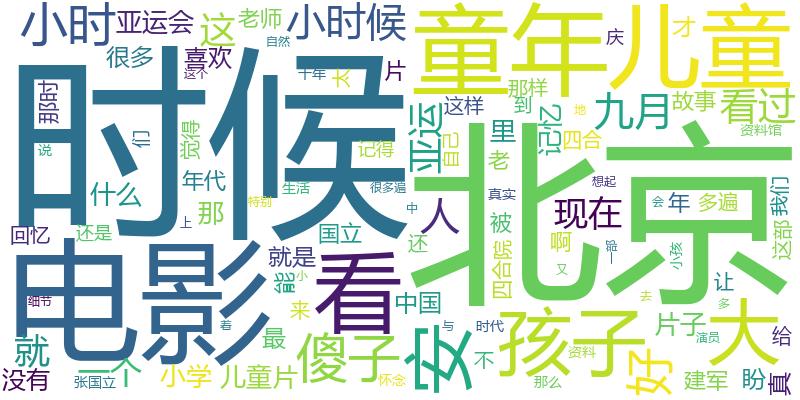 小时 亚运会 这 老师 小时候 童年 儿童 庆 才
很多 喜欢 自然 这个 十年 太 片 那样
那时 时候 们 说 觉得 记得 亚运 自己 这样 到 里 记忆 九月 四合 故事 地 看过 资料馆
什么 年代 那 生活 很多遍 中 人 老 真实 想起 现在 会 年 多遍 我们
上 特别 北京
回忆 还是 国立 就是 还 被 四合院 啊 这部
电影 能 小 看 中国 又 一部 小孩 让
细节 着 来 与 时代 去 多
就 最 安 孩子 片子 演员 大 给
没有 张国立 一个 小学 儿童片 傻子 怀念 不 那么 资料 好 建军 盼 真